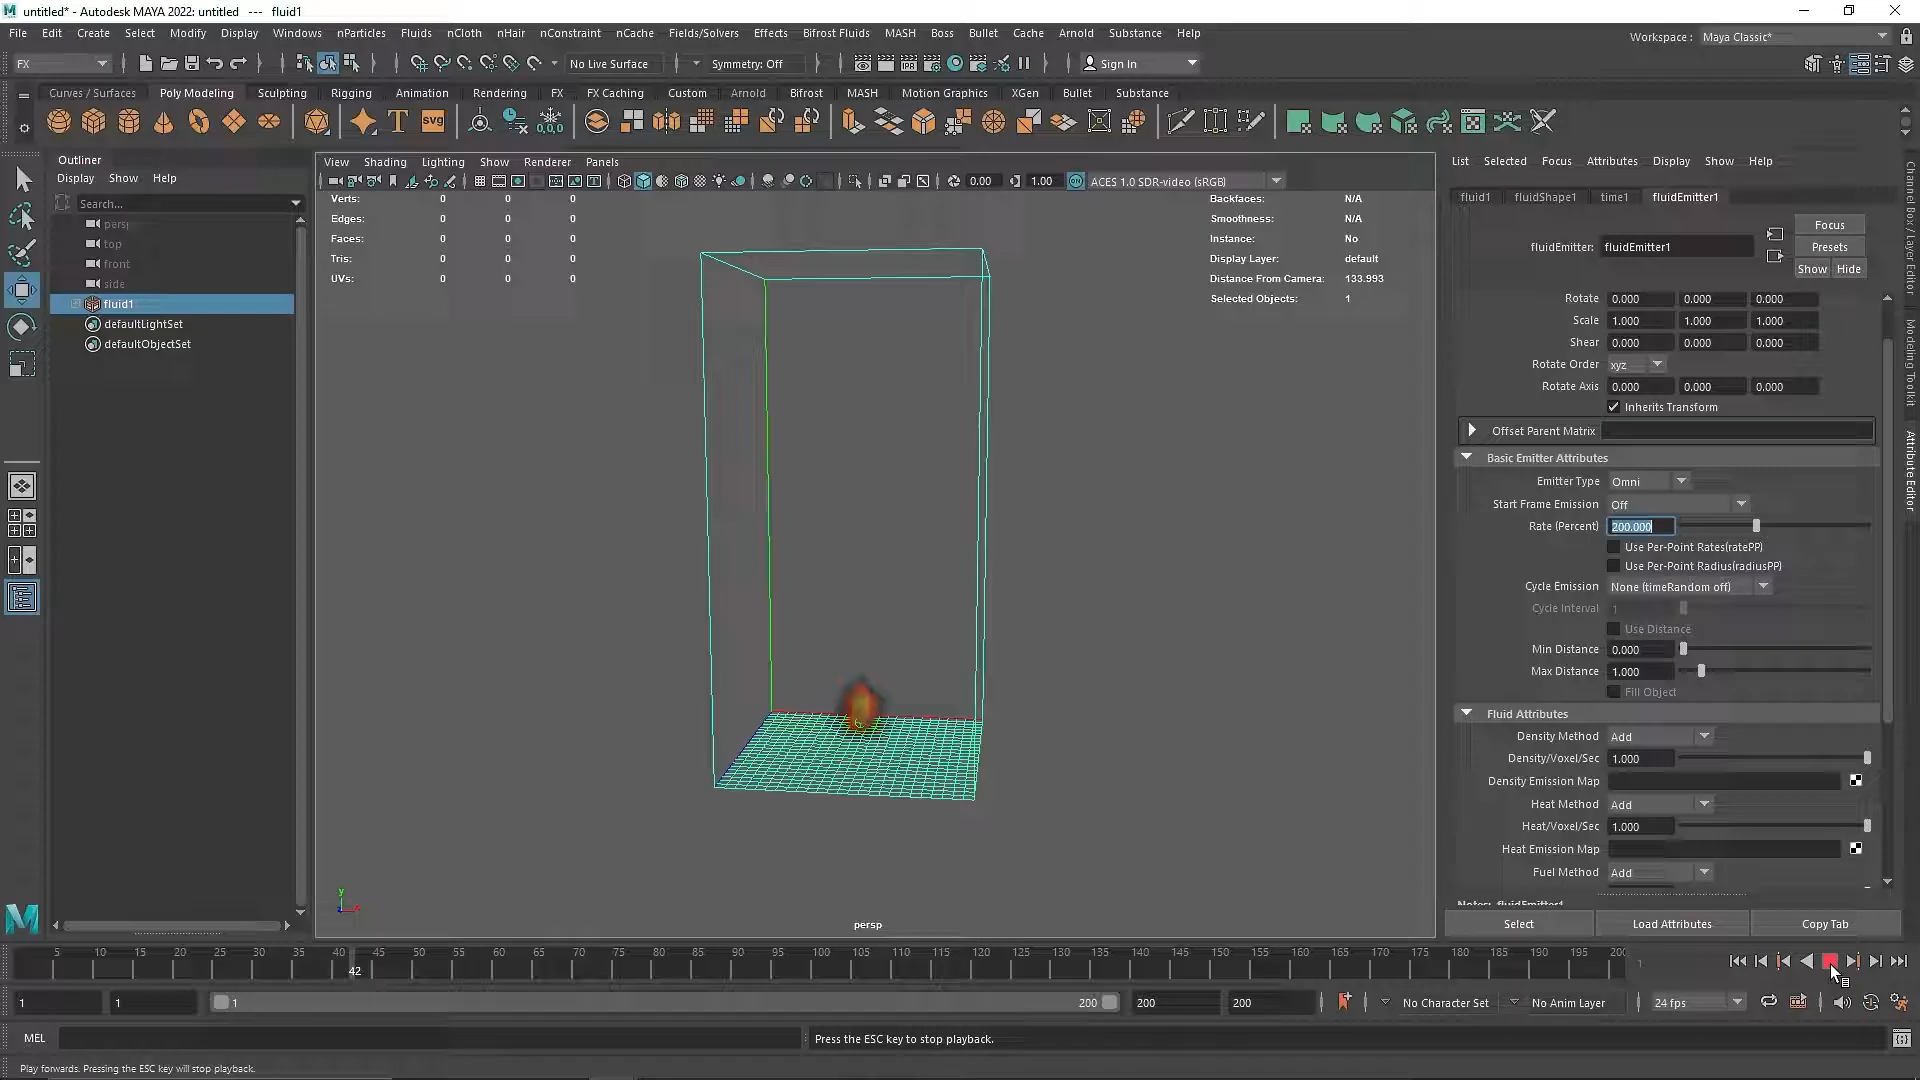 untitled* - Autodesk MAYA 2022: untitled --- fluid1
File Edit Create Select Modify Display Windows nParticles Fluids nCloth nHair nConstraint nCache Fields/Solvers Effects Bifrost Fluids MASH Boss Bullet Cache Arnold Substance Help
Workspace : Maya Classic*
FX No Live Surface Symmetry: Off Sign In
Curves / Surfaces Poly Modeling Sculpting Rigging Animation Rendering FX FX Caching Custom Arnold Bifrost MASH Motion Graphics XGen Bullet Substance
T svg 0,0,0
Outliner
Display Show Help
Search...
persp
top
front
side
fluid1
defaultLightSet
defaultObjectSet
View Shading Lighting Show Renderer Panels
0.00 1.00 ON ACES 1.0 SDR-video (sRGB)
Verts: 0 0 0
Edges: 0 0 0
Faces: 0 0 0
Tris: 0 0 0
UVs: 0 0 0
Backfaces: N/A
Smoothness: N/A
Instance: No
Display Layer: default
Distance From Camera: 133.993
Selected Objects: 1
y
persp
List Selected Focus Attributes Display Show Help
fluid1 fluidShape1 time1 fluidEmitter1
Focus
fluidEmitter: fluidEmitter1 Presets
Show Hide
Rotate 0.000 0.000 0.000
Scale 1.000 1.000 1.000
Shear 0.000 0.000 0.000
Rotate Order xyz
Rotate Axis 0.000 0.000 0.000
Inherits Transform
Offset Parent Matrix
Basic Emitter Attributes
Emitter Type Omni
Start Frame Emission Off
Rate (Percent) 200.000
Use Per-Point Rates(ratePP)
Use Per-Point Radius(radiusPP)
Cycle Emission None (timeRandom off)
Cycle Interval 1
Use Distance
Min Distance 0.000
Max Distance 1.000
Fill Object
Fluid Attributes
Density Method Add
Density/Voxel/Sec 1.000
Density Emission Map
Heat Method Add
Heat/Voxel/Sec 1.000
Heat Emission Map
Fuel Method Add
Notes: fluidEmitter1
Select Load Attributes Copy Tab
Channel Box / Layer Editor
Modeling Toolkit
Attribute Editor
5 10 15 20 25 30 35 40 45 50 55 60 65 70 75 80 85 90 95 100 105 110 115 120 125 130 135 140 145 150 155 160 165 170 175 180 185 190 195 200
42
1
1 1 1 200 200 200 No Character Set No Anim Layer 24 fps
MEL Press the ESC key to stop playback.
Play forwards. Pressing the ESC key will stop playback.